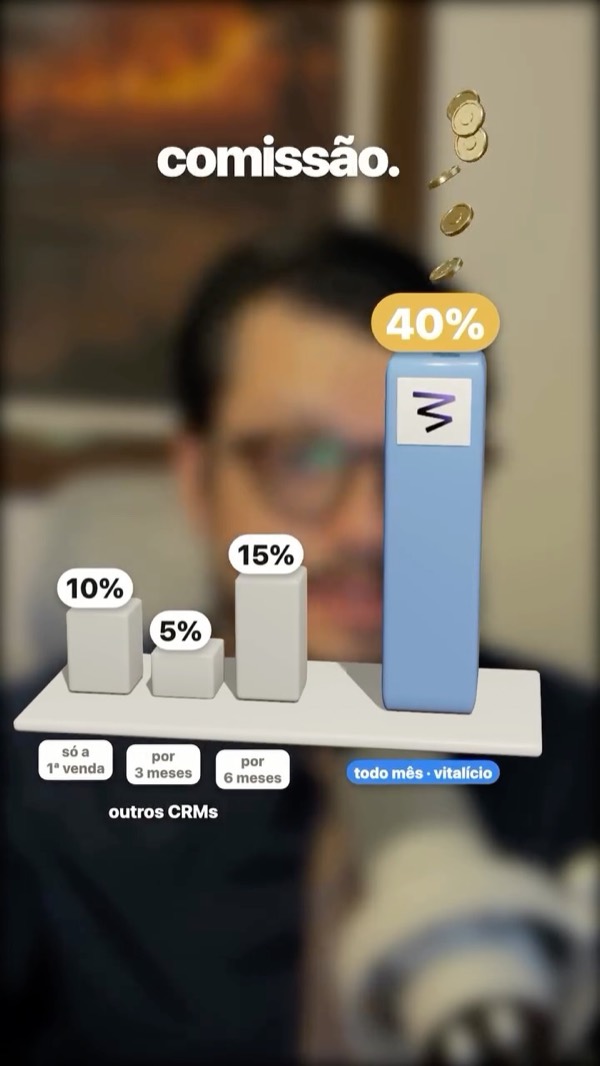 comissão.
40%
15%
10%
5%
só a
1ª venda
por
3 meses
por
6 meses
todo mês · vitalício
outros CRMs